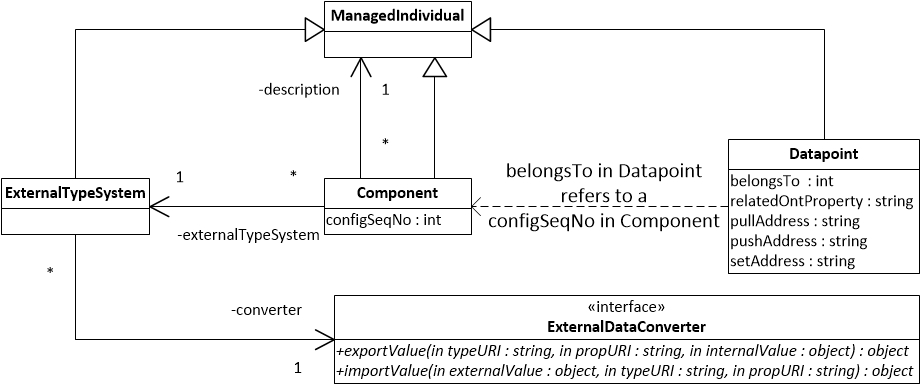 ManagedIndividual
-description
1
*
Datapoint
belongsTo : int
relatedOntProperty : string
pullAddress : string
pushAddress : string
setAddress : string
belongsTo in Datapoint
refers to a
configSeqNo in Component
ExternalTypeSystem
1
*
Component
configSeqNo : int
-externalTypeSystem
*
-converter
1
«interface»
ExternalDataConverter
+exportValue(in typeURI : string, in propURI : string, in internalValue : object) : object
+importValue(in externalValue : object, in typeURI : string, in propURI : string) : object